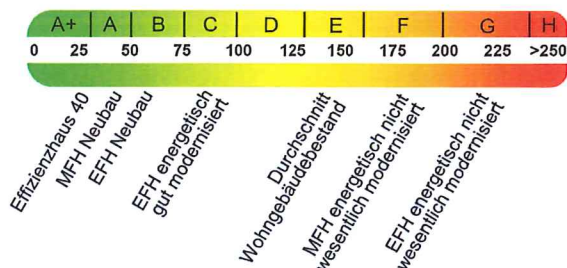 A+ A B C D E F G H
0 25 50 75 100 125 150 175 200 225 >250
Effizienzhaus 40
MFH Neubau
EFH Neubau
EFH energetisch
gut modernisiert
Durchschnitt
Wohngebäudebestand
MFH energetisch nicht
wesentlich modernisiert
EFH energetisch nicht
wesentlich modernisiert